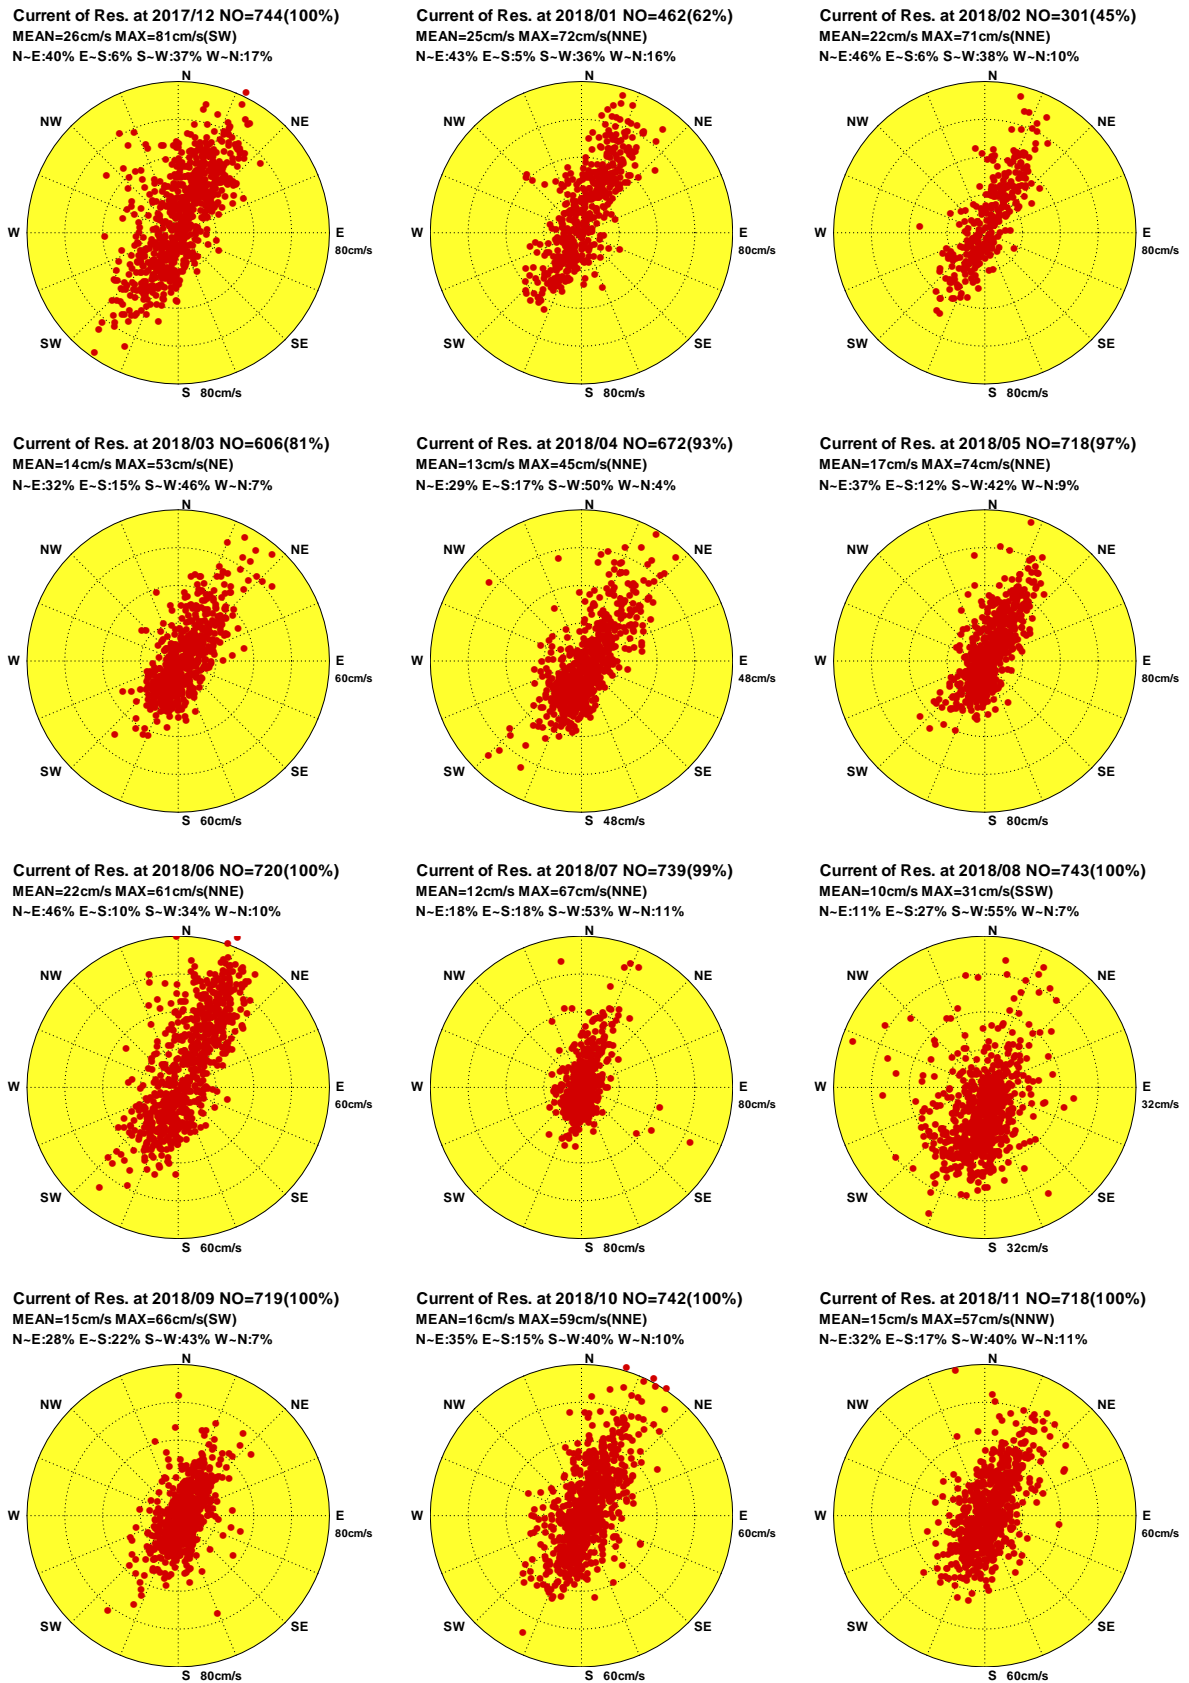 Current of Res. at 2017/12 NO=744(100%)
MEAN=26cm/s MAX=81cm/s(SW)
N~E:40% E~S:6% S~W:37% W~N:17%
N
NW
NE
W
E
80cm/s
SW
SE
S 80cm/s
Current of Res. at 2018/01 NO=462(62%)
MEAN=25cm/s MAX=72cm/s(NNE)
N~E:43% E~S:5% S~W:36% W~N:16%
N
NW
NE
W
E
80cm/s
SW
SE
S 80cm/s
Current of Res. at 2018/02 NO=301(45%)
MEAN=22cm/s MAX=71cm/s(NNE)
N~E:46% E~S:6% S~W:38% W~N:10%
N
NW
NE
W
E
80cm/s
SW
SE
S 80cm/s
Current of Res. at 2018/03 NO=606(81%)
MEAN=14cm/s MAX=53cm/s(NE)
N~E:32% E~S:15% S~W:46% W~N:7%
N
NW
NE
W
E
60cm/s
SW
SE
S 60cm/s
Current of Res. at 2018/04 NO=672(93%)
MEAN=13cm/s MAX=45cm/s(NNE)
N~E:29% E~S:17% S~W:50% W~N:4%
N
NW
NE
W
E
48cm/s
SW
SE
S 48cm/s
Current of Res. at 2018/05 NO=718(97%)
MEAN=17cm/s MAX=74cm/s(NNE)
N~E:37% E~S:12% S~W:42% W~N:9%
N
NW
NE
W
E
80cm/s
SW
SE
S 80cm/s
Current of Res. at 2018/06 NO=720(100%)
MEAN=22cm/s MAX=61cm/s(NNE)
N~E:46% E~S:10% S~W:34% W~N:10%
N
NW
NE
W
E
60cm/s
SW
SE
S 60cm/s
Current of Res. at 2018/07 NO=739(99%)
MEAN=12cm/s MAX=67cm/s(NNE)
N~E:18% E~S:18% S~W:53% W~N:11%
N
NW
NE
W
E
80cm/s
SW
SE
S 80cm/s
Current of Res. at 2018/08 NO=743(100%)
MEAN=10cm/s MAX=31cm/s(SSW)
N~E:11% E~S:27% S~W:55% W~N:7%
N
NW
NE
W
E
32cm/s
SW
SE
S 32cm/s
Current of Res. at 2018/09 NO=719(100%)
MEAN=15cm/s MAX=66cm/s(SW)
N~E:28% E~S:22% S~W:43% W~N:7%
N
NW
NE
W
E
80cm/s
SW
SE
S 80cm/s
Current of Res. at 2018/10 NO=742(100%)
MEAN=16cm/s MAX=59cm/s(NNE)
N~E:35% E~S:15% S~W:40% W~N:10%
N
NW
NE
W
E
60cm/s
SW
SE
S 60cm/s
Current of Res. at 2018/11 NO=718(100%)
MEAN=15cm/s MAX=57cm/s(NNW)
N~E:32% E~S:17% S~W:40% W~N:11%
N
NW
NE
W
E
60cm/s
SW
SE
S 60cm/s